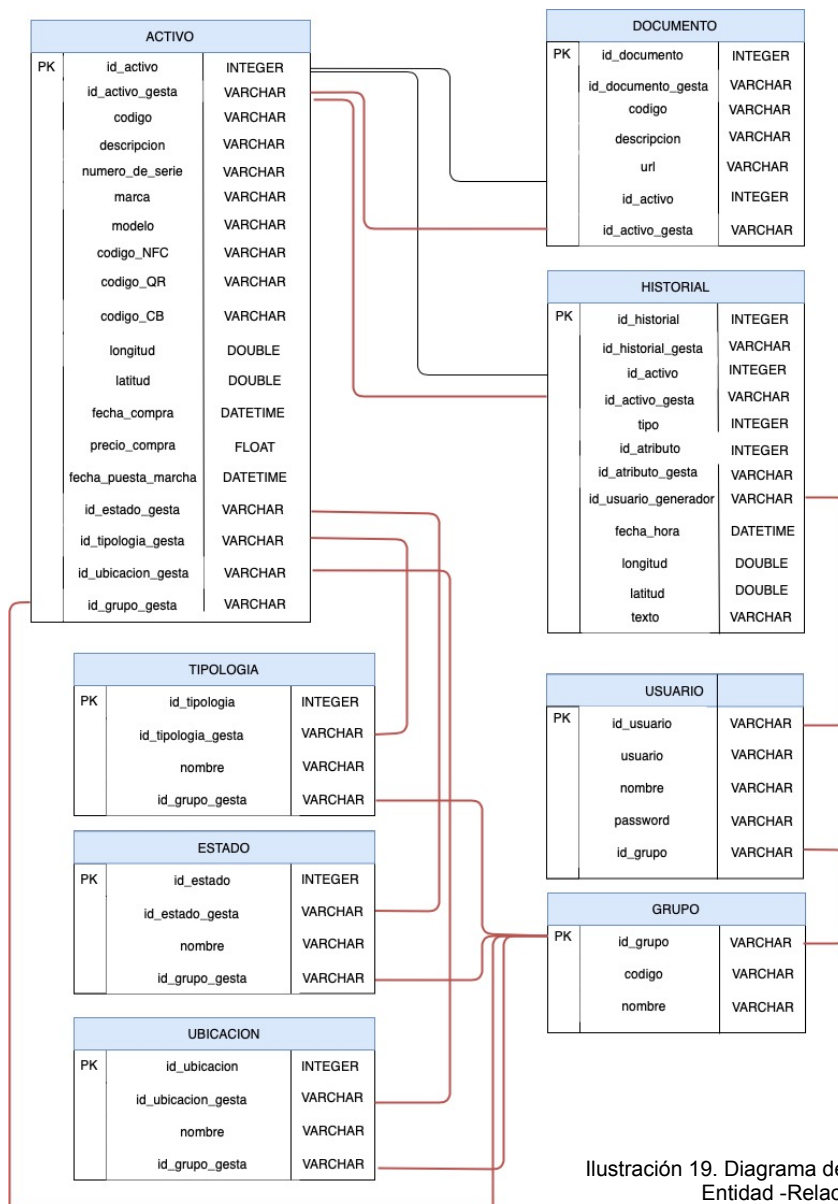 ACTIVO
PK id_activo INTEGER
id_activo_gesta VARCHAR
codigo VARCHAR
descripcion VARCHAR
numero_de_serie VARCHAR
marca VARCHAR
modelo VARCHAR
codigo_NFC VARCHAR
codigo_QR VARCHAR
codigo_CB VARCHAR
longitud DOUBLE
latitud DOUBLE
fecha_compra DATETIME
precio_compra FLOAT
fecha_puesta_marcha DATETIME
id_estado_gesta VARCHAR
id_tipologia_gesta VARCHAR
id_ubicacion_gesta VARCHAR
id_grupo_gesta VARCHAR
DOCUMENTO
PK id_documento INTEGER
id_documento_gesta VARCHAR
codigo VARCHAR
descripcion VARCHAR
url VARCHAR
id_activo INTEGER
id_activo_gesta VARCHAR
HISTORIAL
PK id_historial INTEGER
id_historial_gesta VARCHAR
id_activo INTEGER
id_activo_gesta VARCHAR
tipo INTEGER
id_atributo INTEGER
id_atributo_gesta VARCHAR
id_usuario_generador VARCHAR
fecha_hora DATETIME
longitud DOUBLE
latitud DOUBLE
texto VARCHAR
TIPOLOGIA
PK id_tipologia INTEGER
id_tipologia_gesta VARCHAR
nombre VARCHAR
id_grupo_gesta VARCHAR
USUARIO
PK id_usuario VARCHAR
usuario VARCHAR
nombre VARCHAR
password VARCHAR
id_grupo VARCHAR
ESTADO
PK id_estado INTEGER
id_estado_gesta VARCHAR
nombre VARCHAR
id_grupo_gesta VARCHAR
GRUPO
PK id_grupo VARCHAR
codigo VARCHAR
nombre VARCHAR
UBICACION
PK id_ubicacion INTEGER
id_ubicacion_gesta VARCHAR
nombre VARCHAR
id_grupo_gesta VARCHAR
Ilustración 19. Diagrama de
Entidad -Relac